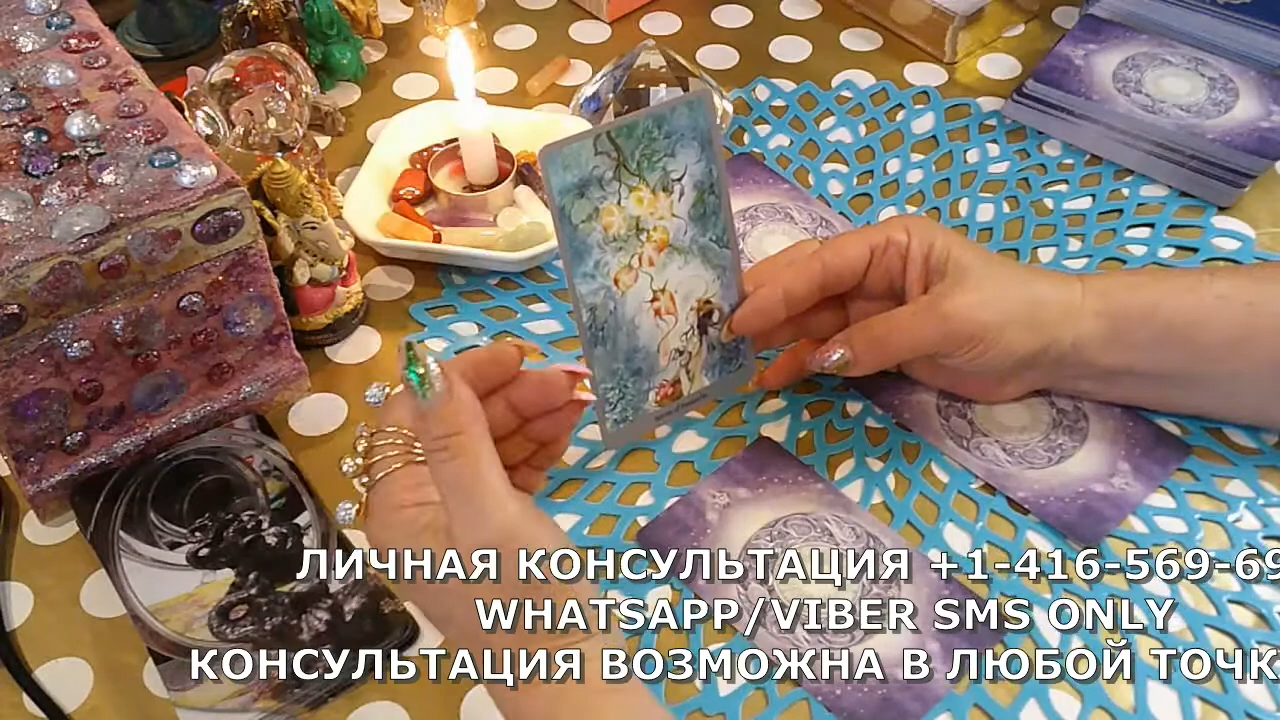 ЛИЧНАЯ КОНСУЛЬТАЦИЯ +1-416-569-69
WHATSAPP/VIBER SMS ONLY
КОНСУЛЬТАЦИЯ ВОЗМОЖНА В ЛЮБОЙ ТОЧК